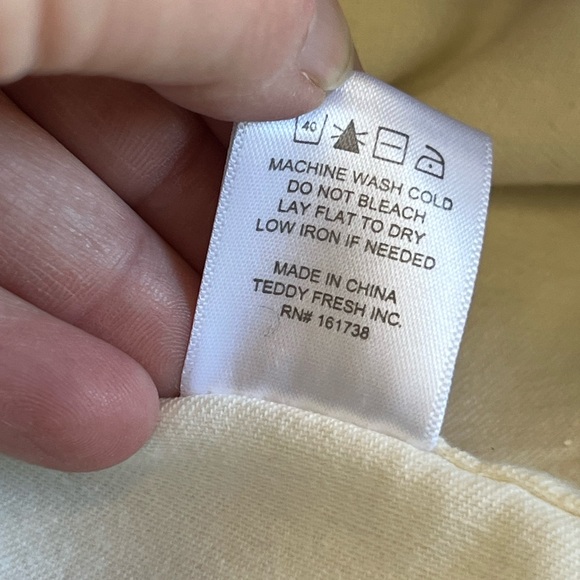 40
MACHINE WASH COLD
DO NOT BLEACH
LAY FLAT TO DRY
LOW IRON IF NEEDED
MADE IN CHINA
TEDDY FRESH INC.
RN# 161738